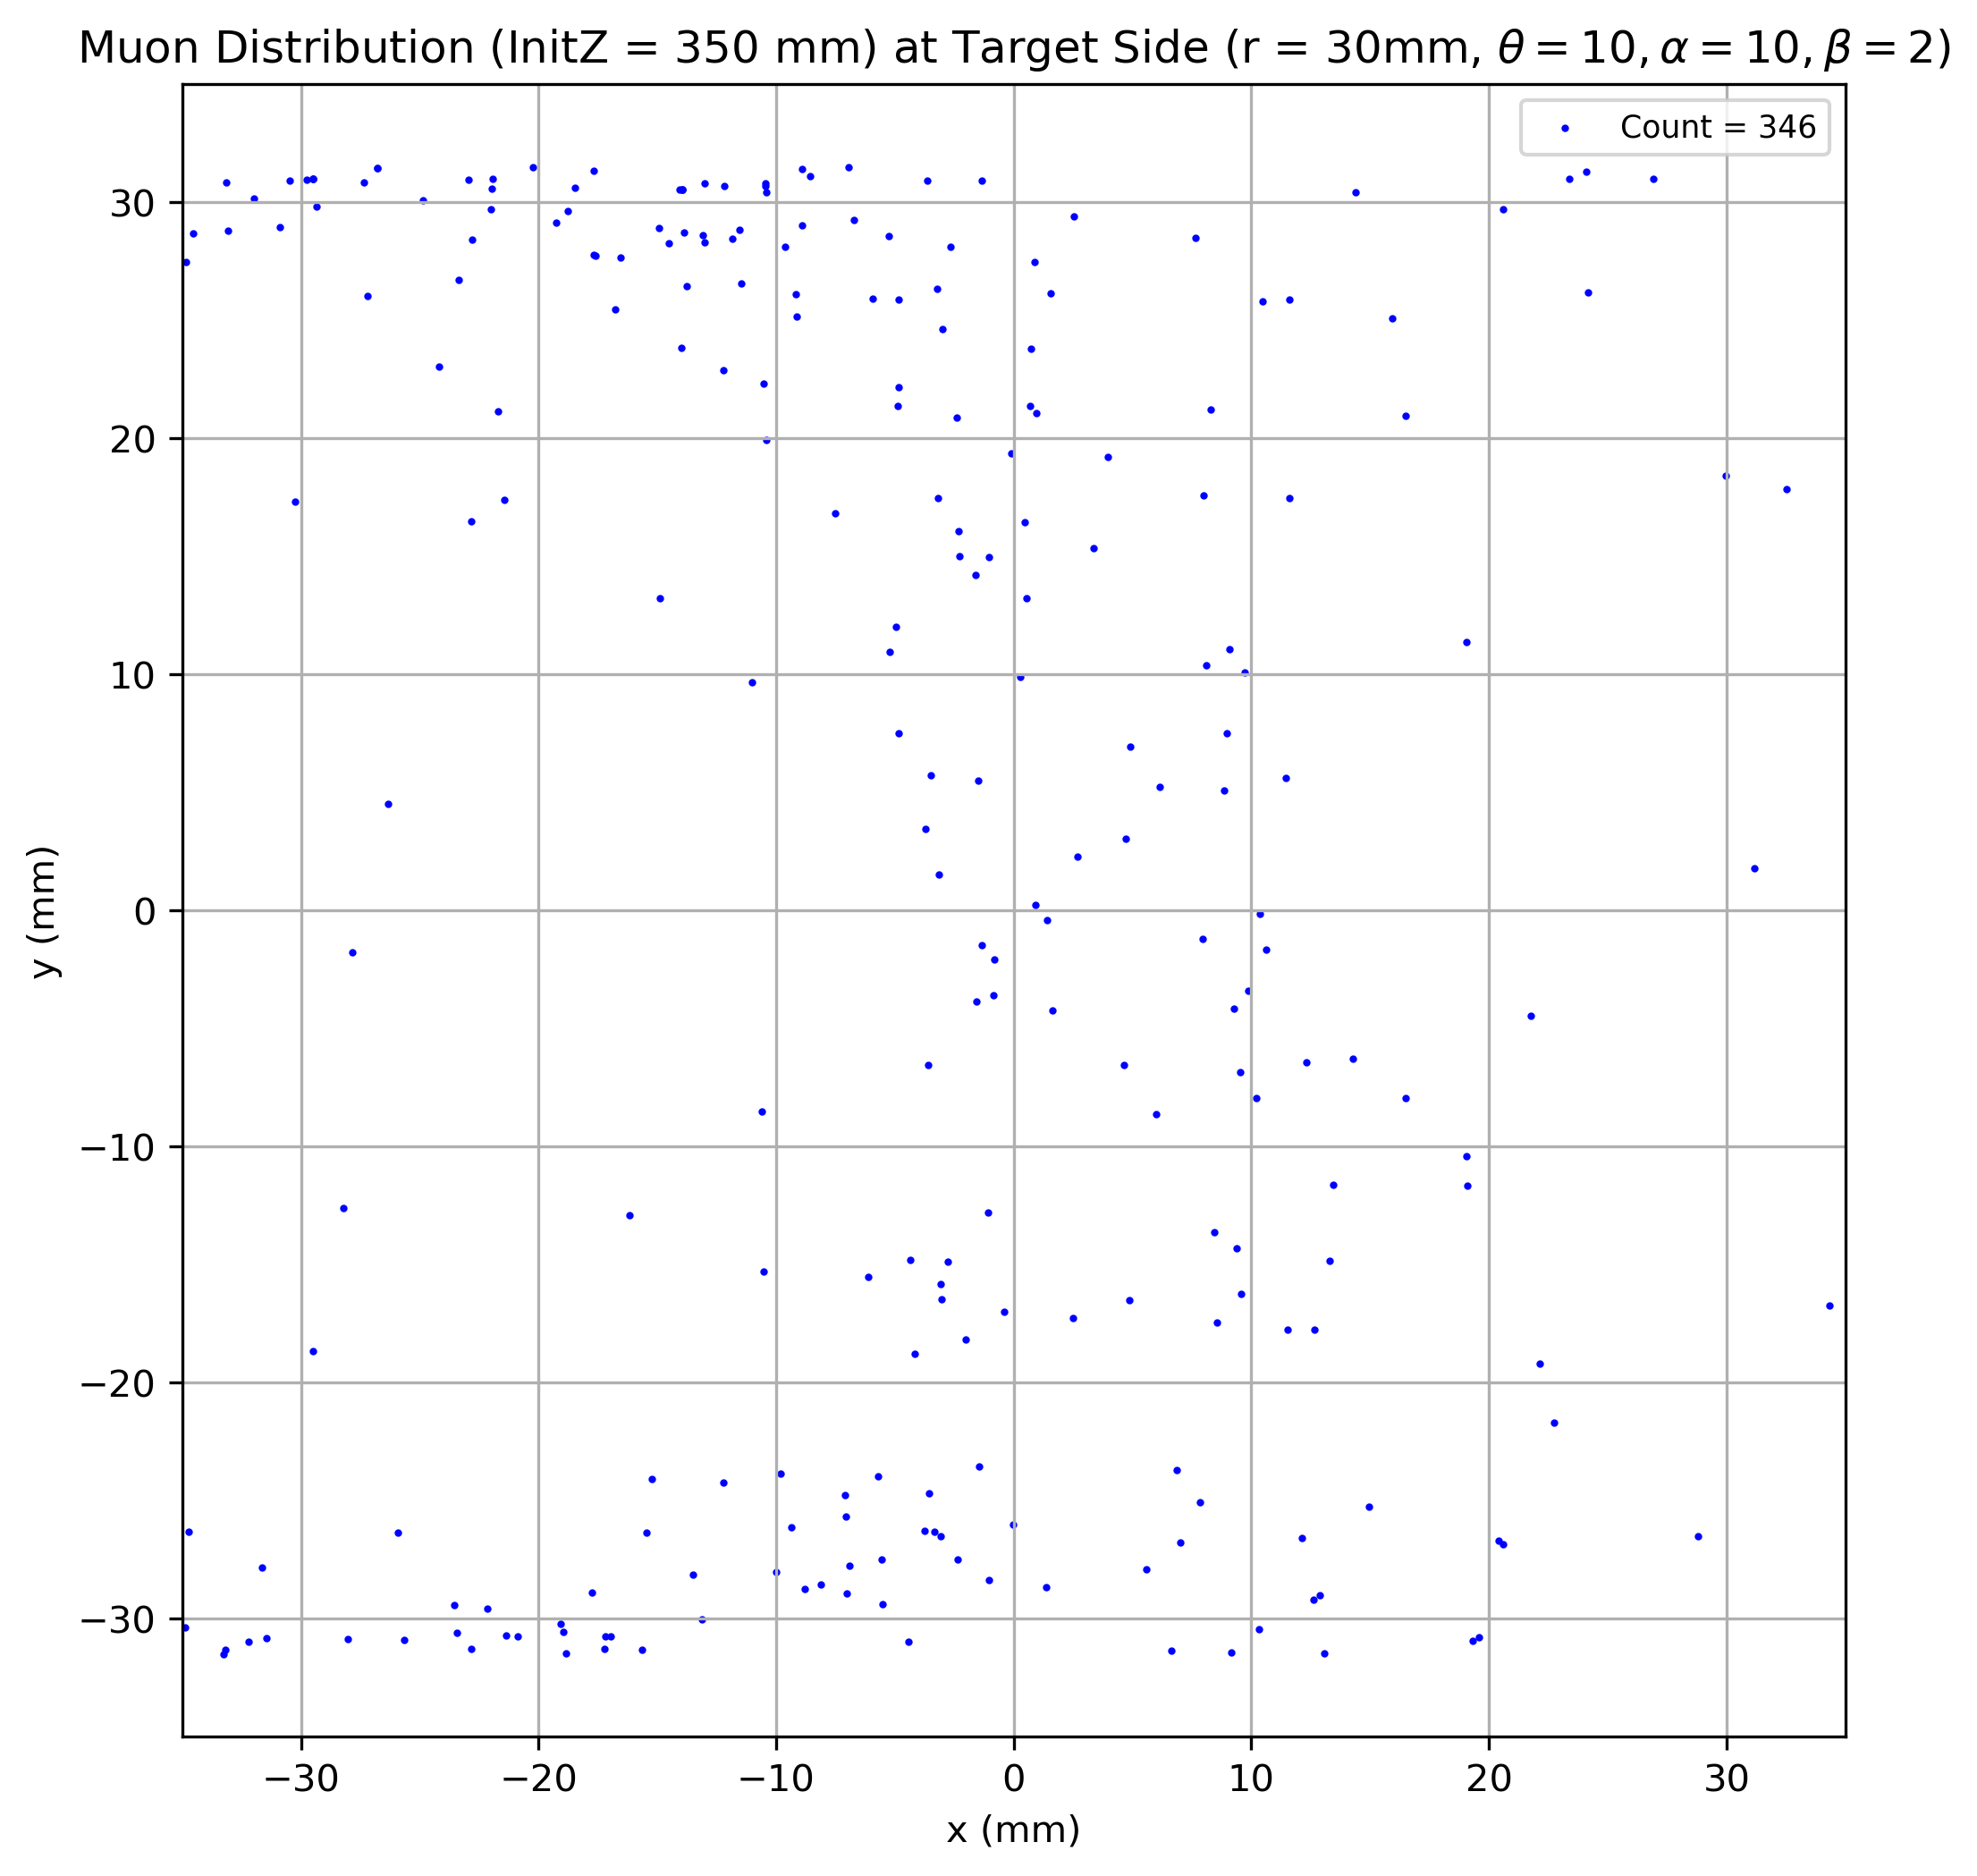 Muon Distribution (InitZ = 350 mm) at Target Side (r = 30mm, θ = 10, α = 10, β = 2)
Count = 346
30
20
10
0
−10
−20
−30
y (mm)
−30 −20 −10 0 10 20 30
x (mm)